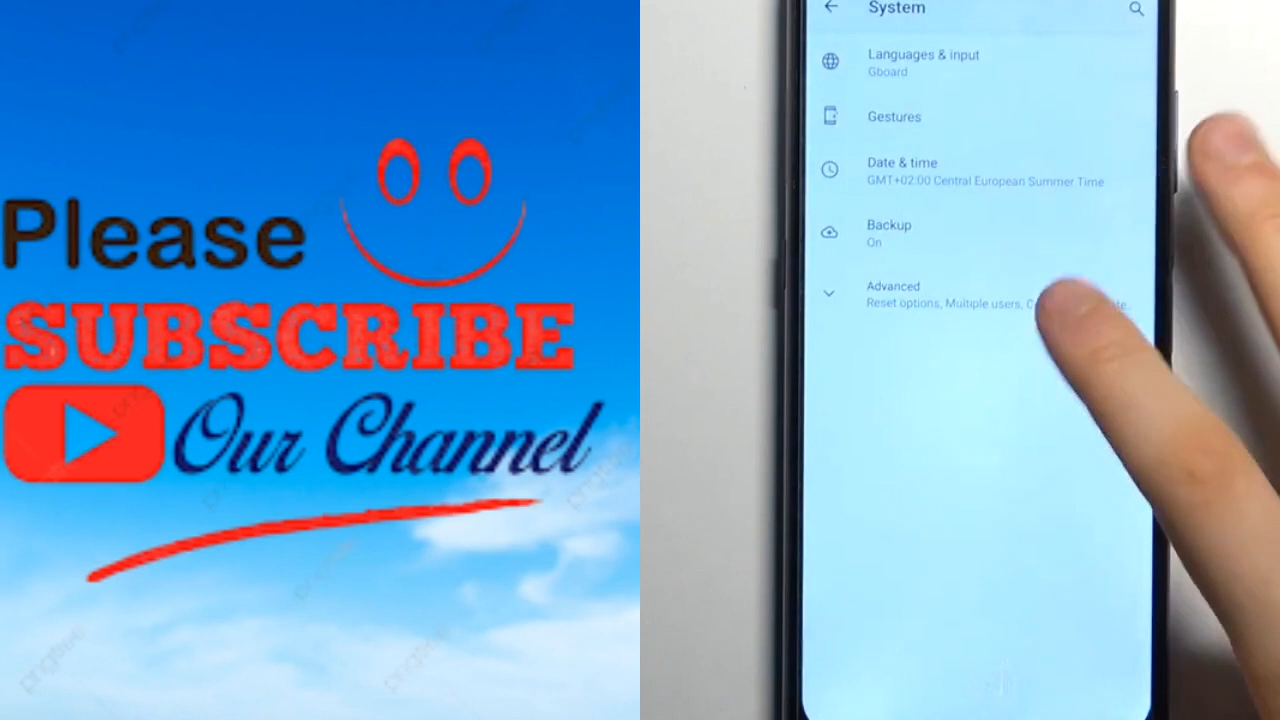 Please
SUBSCRIBE
Our Channel
System
Languages & input
Gboard
Gestures
Date & time
GMT+02:00 Central European Summer Time
Backup
On
Advanced
Reset options, Multiple users,